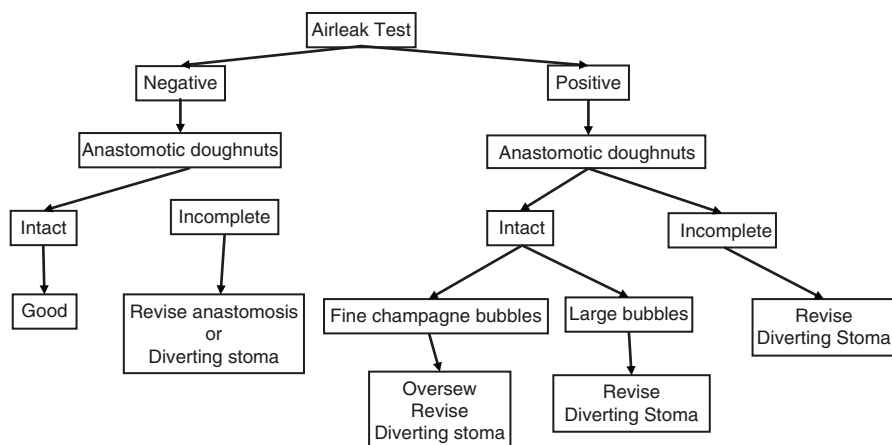 Airleak Test
Negative
Positive
Anastomotic doughnuts
Anastomotic doughnuts
Intact
Incomplete
Intact
Incomplete
Good
Revise anastomosis
or
Diverting stoma
Fine champagne bubbles
Large bubbles
Revise
Diverting Stoma
Oversew
Revise
Diverting stoma
Revise
Diverting Stoma